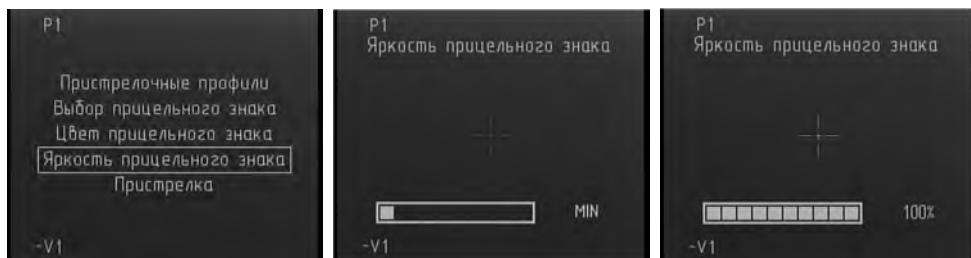 P1
Пристрелочные профили
Выбор прицельного знака
Цвет прицельного знака
Яркость прицельного знака
Пристрелка
-V1
P1
Яркость прицельного знака
MIN
-V1
P1
Яркость прицельного знака
100%
-V1